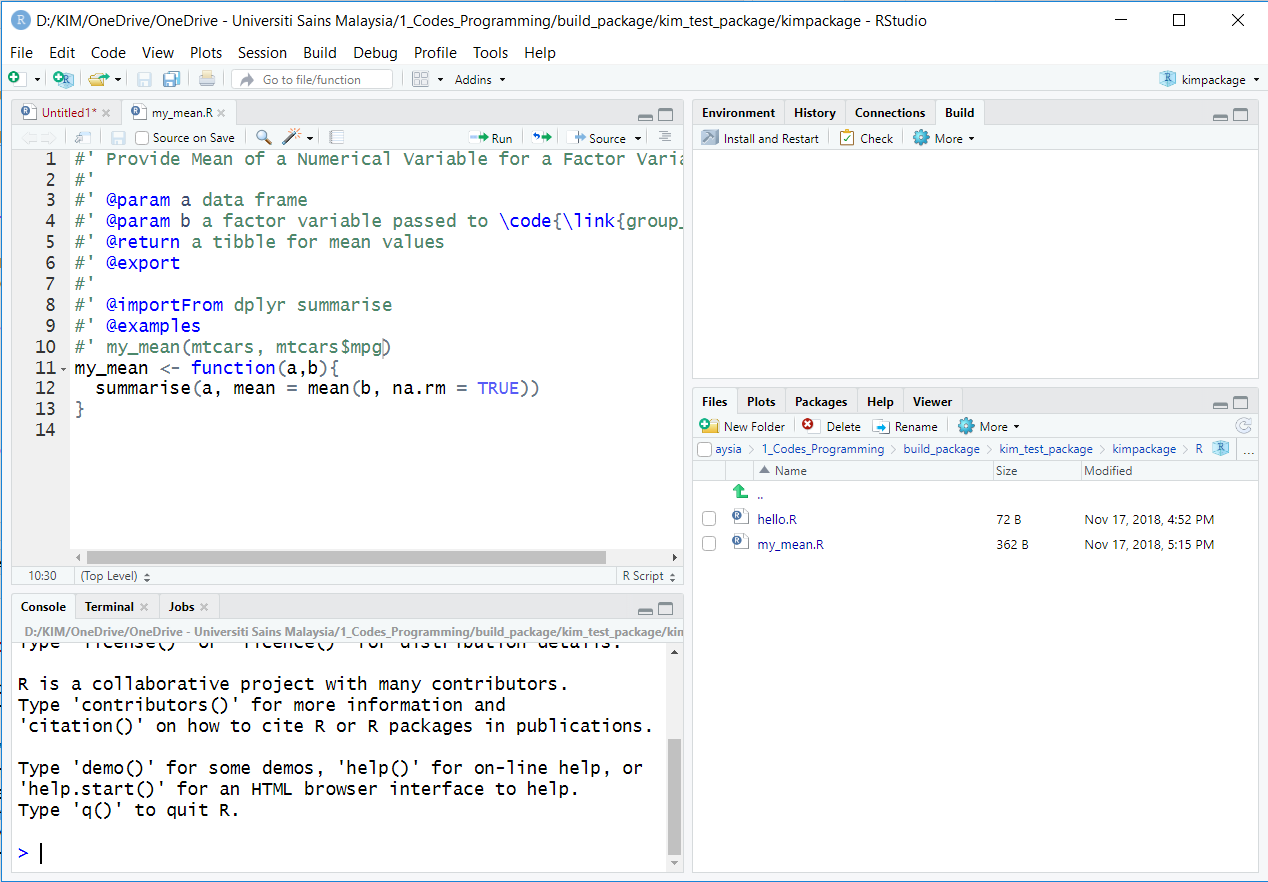 D:/KIM/OneDrive/OneDrive - Universiti Sains Malaysia/1_Codes_Programming/build_package/kim_test_package/kimpackage - RStudio
File Edit Code View Plots Session Build Debug Profile Tools Help
Go to file/function Addins kimpackage
Untitled1* my_mean.R
Source on Save Run Source
1 #' Provide Mean of a Numerical Variable for a Factor Varia
2 #'
3 #' @param a data frame
4 #' @param b a factor variable passed to \code{\link{group_
5 #' @return a tibble for mean values
6 #' @export
7 #'
8 #' @importFrom dplyr summarise
9 #' @examples
10 #' my_mean(mtcars, mtcars$mpg)
11 my_mean <- function(a,b){
12 summarise(a, mean = mean(b, na.rm = TRUE))
13 }
14
10:30 (Top Level) R Script
Console Terminal Jobs
D:/KIM/OneDrive/OneDrive - Universiti Sains Malaysia/1_Codes_Programming/build_package/kim_test_package/kim
Type 'license()' or 'licence()' for distribution details.
R is a collaborative project with many contributors.
Type 'contributors()' for more information and
'citation()' on how to cite R or R packages in publications.
Type 'demo()' for some demos, 'help()' for on-line help, or
'help.start()' for an HTML browser interface to help.
Type 'q()' to quit R.
>
Environment History Connections Build
Install and Restart Check More
Files Plots Packages Help Viewer
New Folder Delete Rename More
aysia 1_Codes_Programming build_package kim_test_package kimpackage R ...
Name Size Modified
..
hello.R 72 B Nov 17, 2018, 4:52 PM
my_mean.R 362 B Nov 17, 2018, 5:15 PM